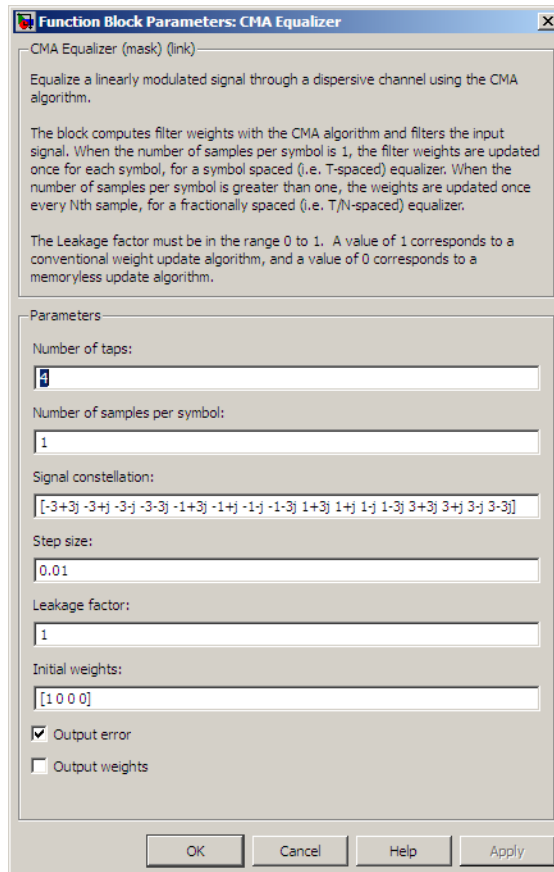 Function Block Parameters: CMA Equalizer
CMA Equalizer (mask) (link)
Equalize a linearly modulated signal through a dispersive channel using the CMA
algorithm.
The block computes filter weights with the CMA algorithm and filters the input
signal. When the number of samples per symbol is 1, the filter weights are updated
once for each symbol, for a symbol spaced (i.e. T-spaced) equalizer. When the
number of samples per symbol is greater than one, the weights are updated once
every Nth sample, for a fractionally spaced (i.e. T/N-spaced) equalizer.
The Leakage factor must be in the range 0 to 1.  A value of 1 corresponds to a
conventional weight update algorithm, and a value of 0 corresponds to a
memoryless update algorithm.
Parameters
Number of taps:
4
Number of samples per symbol:
1
Signal constellation:
[-3+3j -3+j -3-j -3-3j -1+3j -1+j -1-j -1-3j 1+3j 1+j 1-j 1-3j 3+3j 3+j 3-j 3-3j]
Step size:
0.01
Leakage factor:
1
Initial weights:
[1 0 0 0]
Output error
Output weights
OK Cancel Help Apply